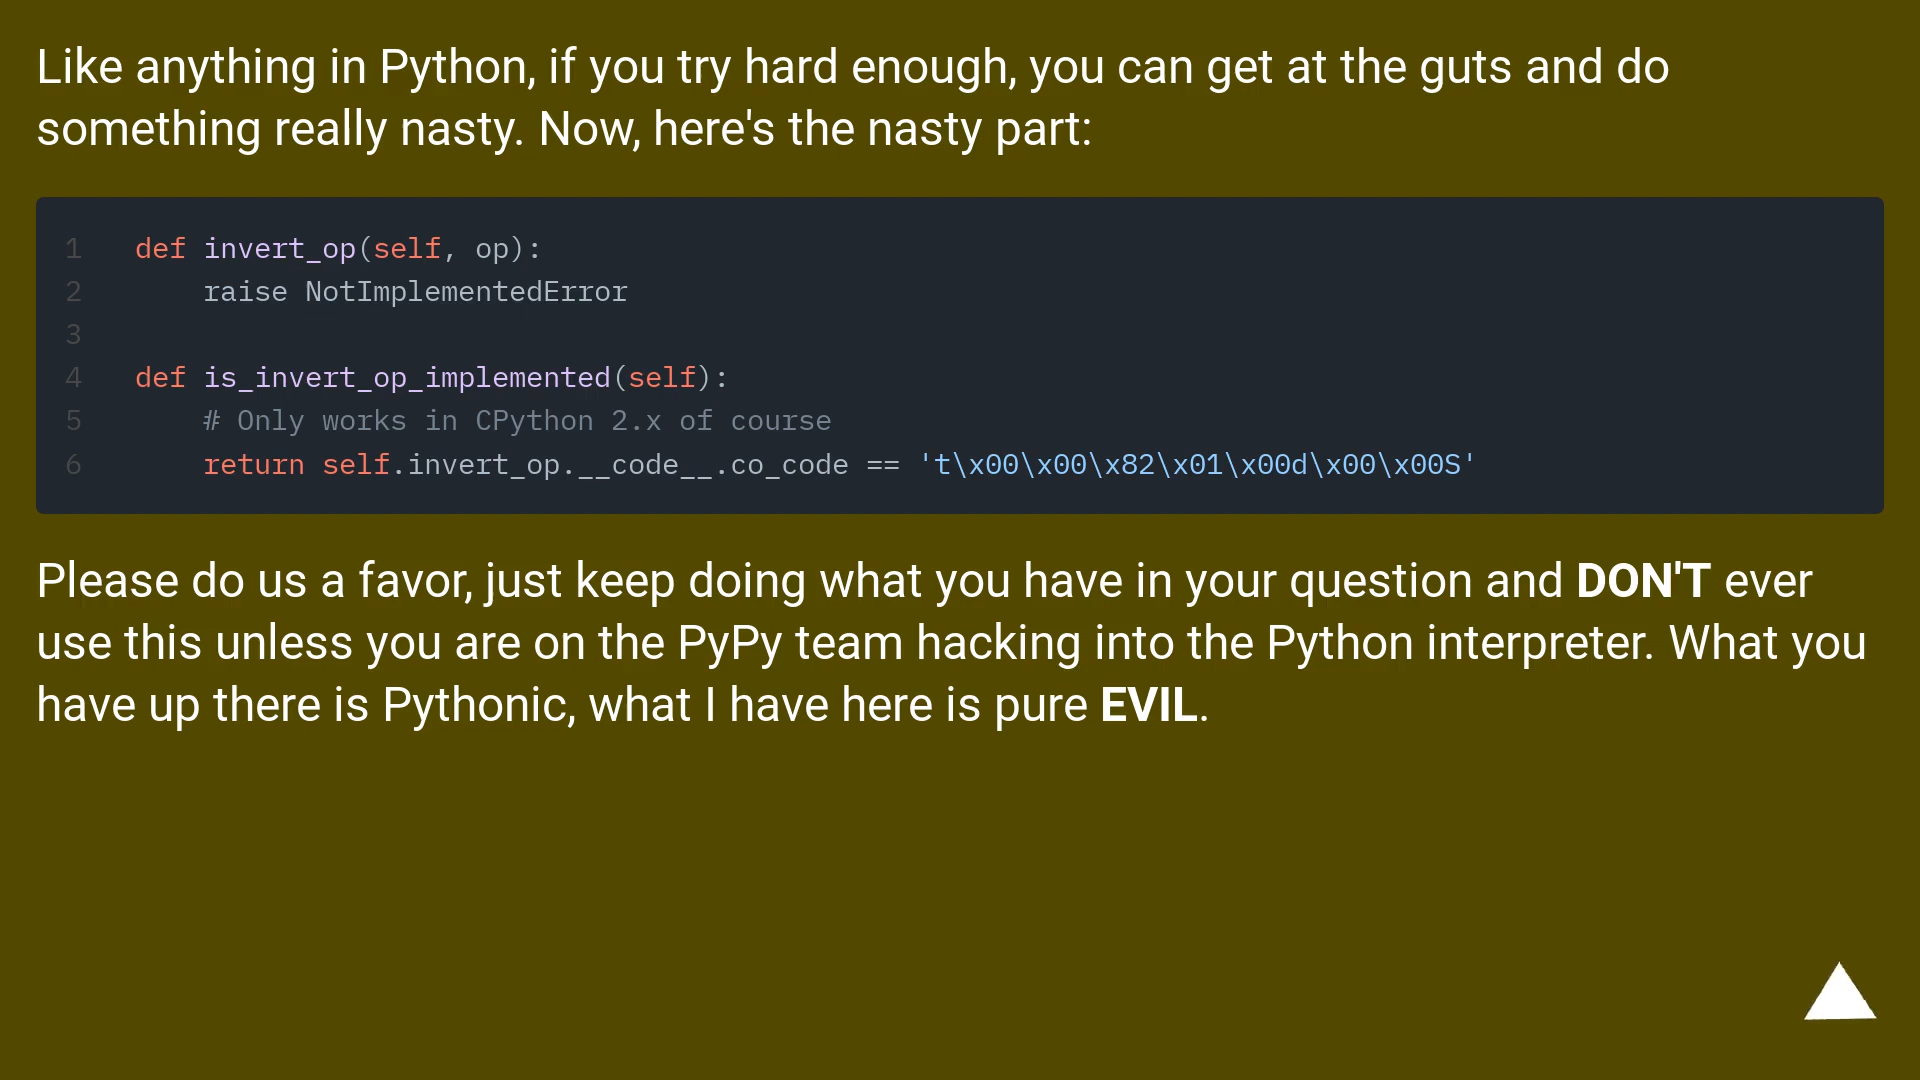 Like anything in Python, if you try hard enough, you can get at the guts and do
something really nasty. Now, here's the nasty part:
1 def invert_op(self, op):
2 raise NotImplementedError
3
4 def is_invert_op_implemented(self):
5 # Only works in CPython 2.x of course
6 return self.invert_op.__code__.co_code == 't\x00\x00\x82\x01\x00d\x00\x00S'
Please do us a favor, just keep doing what you have in your question and DON'T ever
use this unless you are on the PyPy team hacking into the Python interpreter. What you
have up there is Pythonic, what I have here is pure EVIL.